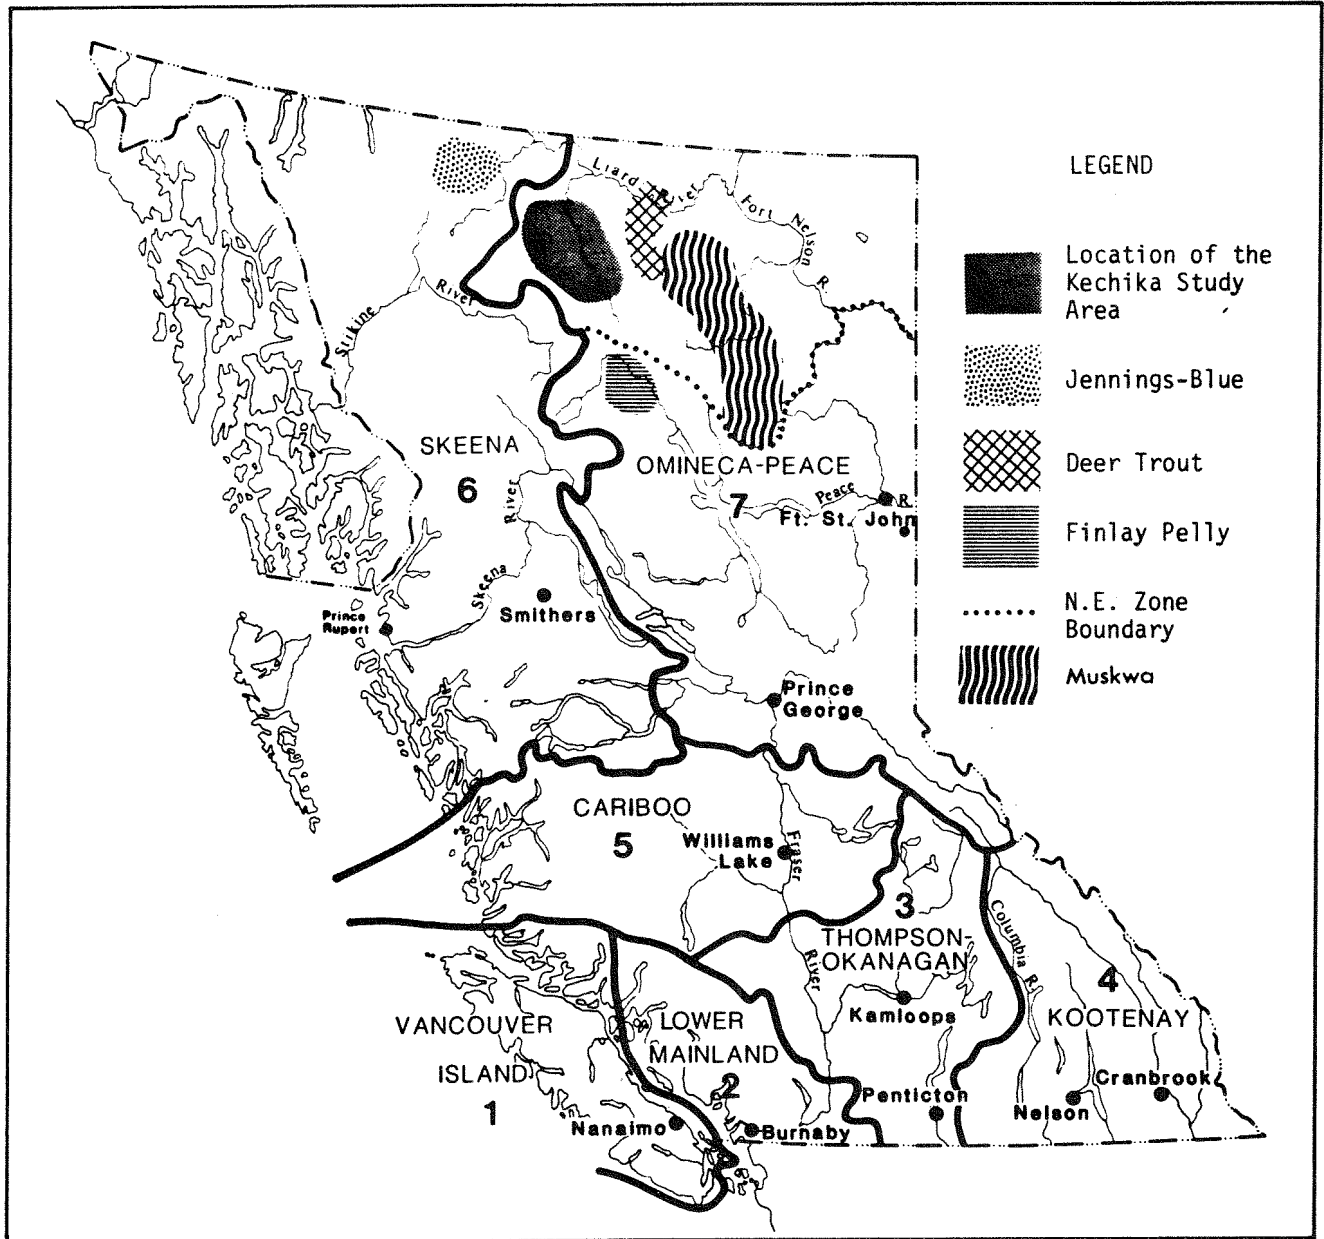 LEGEND
Location of the
Kechika Study
Area
Jennings-Blue
Deer Trout
Finlay Pelly
N.E. Zone
Boundary
Muskwa
Liard River
Fort Nelson R
Stikine River
SKEENA
6
OMINECA-PEACE
7
Peace R
Ft. St. John
Skeena River
Smithers
Prince
Rupert
Prince
George
CARIBOO
5
Williams
Lake
Fraser River
3
THOMPSON-
OKANAGAN
Kamloops
Columbia R.
4
KOOTENAY
VANCOUVER
ISLAND
1
LOWER
MAINLAND
2
Penticton
Nelson
Cranbrook
Nanaimo
Burnaby